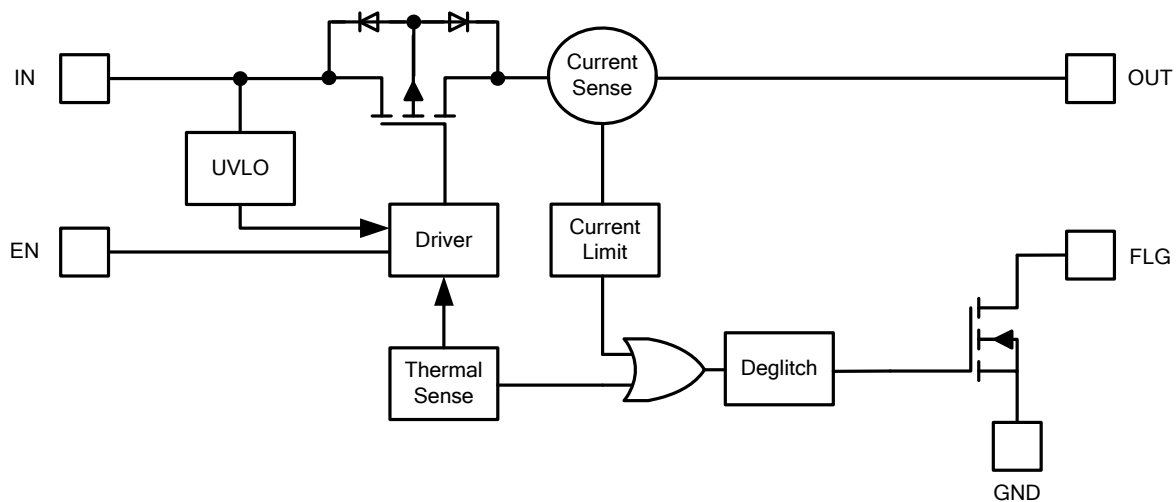 IN
Current
Sense
OUT
UVLO
EN
Driver
Current
Limit
FLG
Thermal
Sense
Deglitch
GND